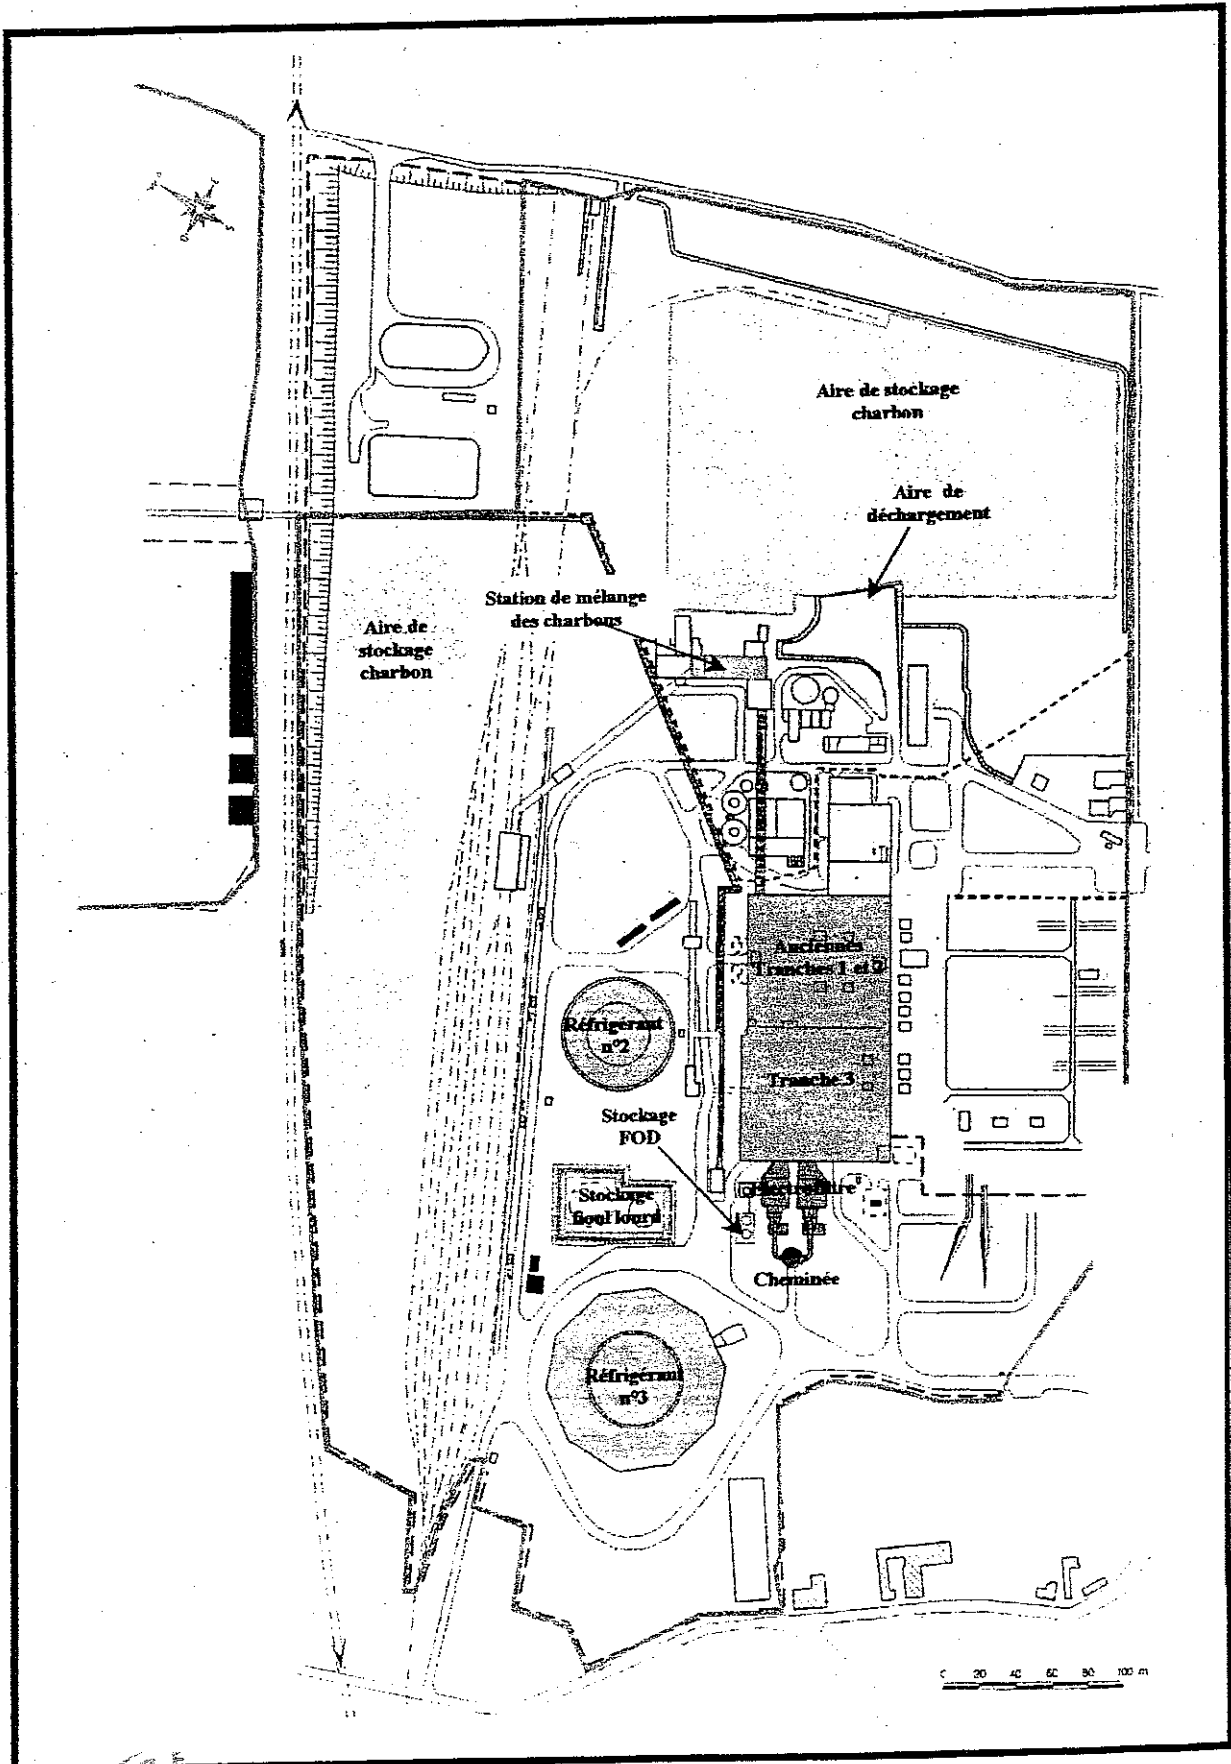 Aire de stockage
charbon
Aire de
déchargement
Station de mélange
des charbons
Aire de
stockage
charbon
Anciennes
Tranches 1 et 2
Réfrigérant
n°2
Tranche 3
Stockage
FOD
Electrofiltre
Stockage
fioul lourd
Cheminée
Réfrigérant
n°3
20 40 60 80 100 m